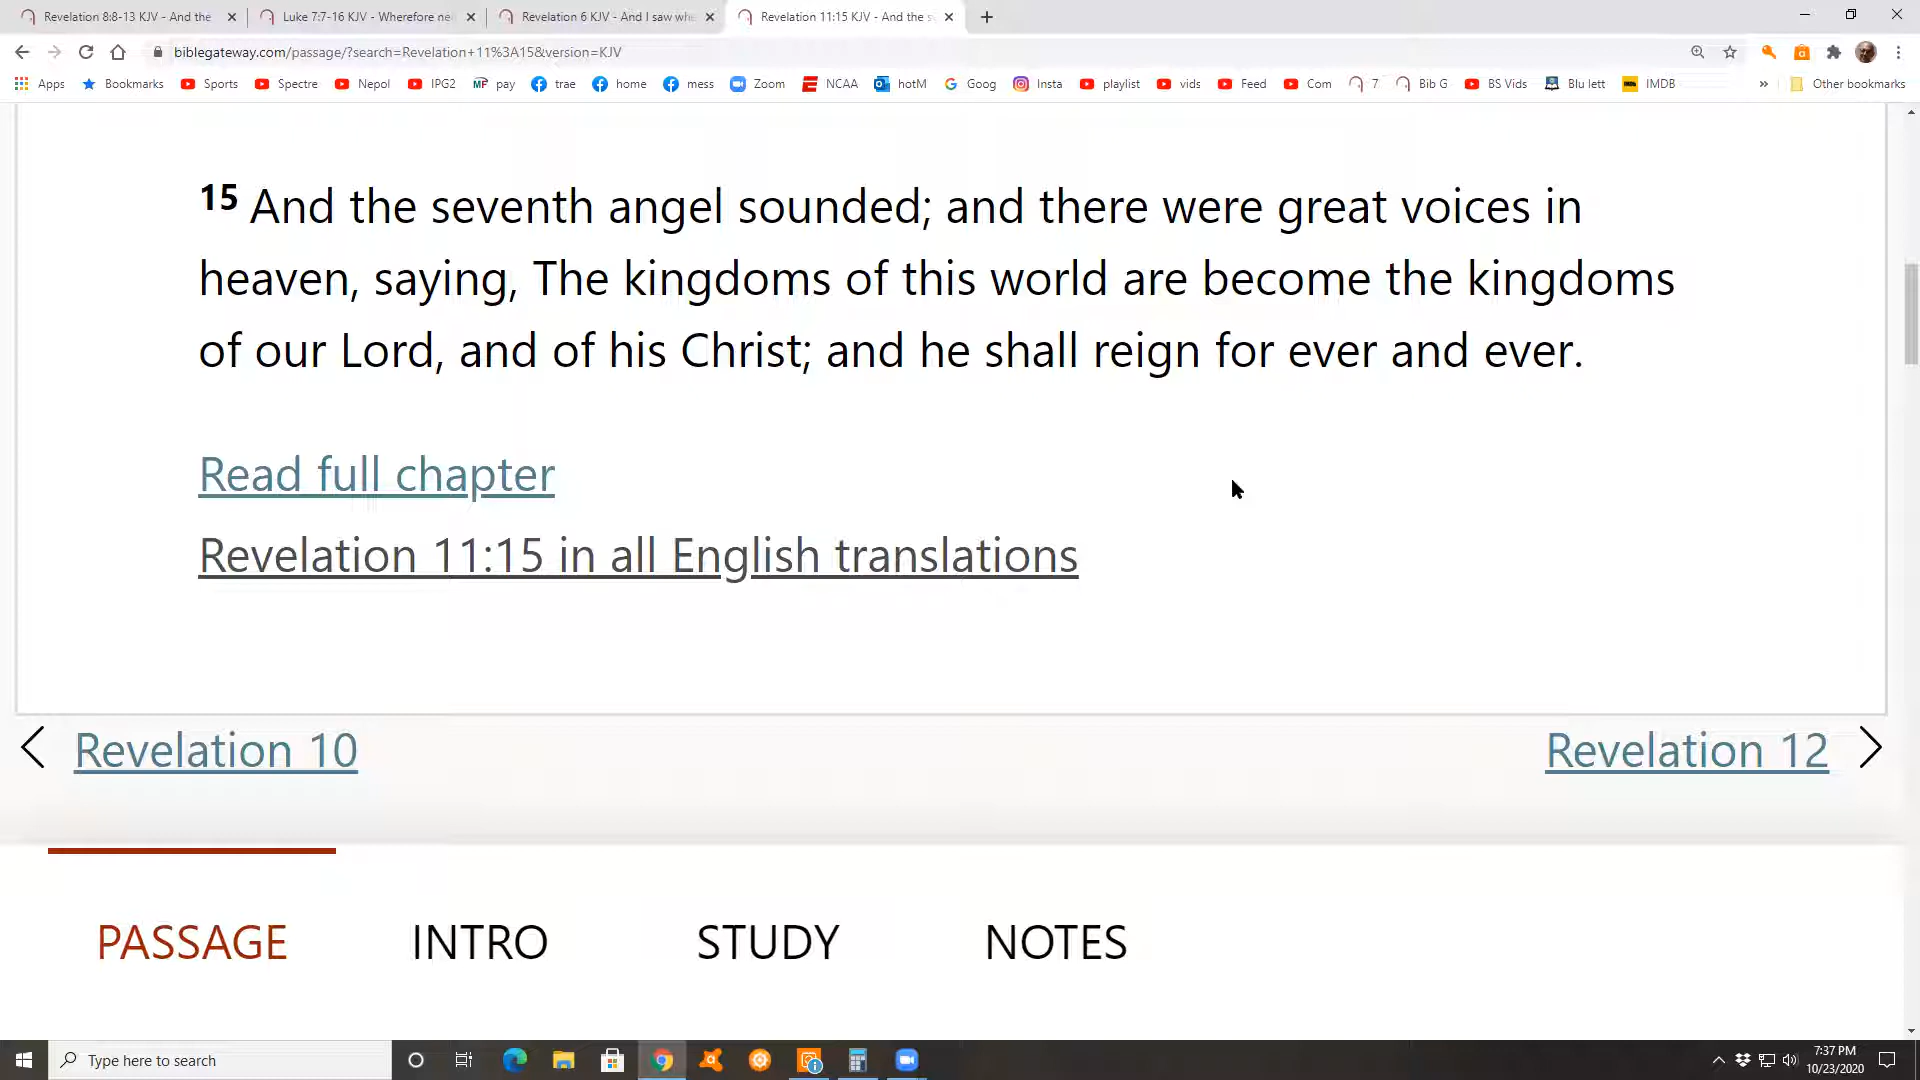 Revelation 8:8-13 KJV - And the
Luke 7:7-16 KJV - Wherefore ne
Revelation 6 KJV - And I saw whe
Revelation 11:15 KJV - And the s
biblegateway.com/passage/?search=Revelation+11%3A15&version=KJV
Apps Bookmarks Sports Spectre Nepol IPG2 pay trae home mess Zoom NCAA hotM Goog Insta playlist vids Feed Com 7 Bib G BS Vids Blu lett IMDB » Other bookmarks
15 And the seventh angel sounded; and there were great voices in
heaven, saying, The kingdoms of this world are become the kingdoms
of our Lord, and of his Christ; and he shall reign for ever and ever.
Read full chapter
Revelation 11:15 in all English translations
Revelation 10
Revelation 12
PASSAGE INTRO STUDY NOTES
Type here to search
7:37 PM
10/23/2020